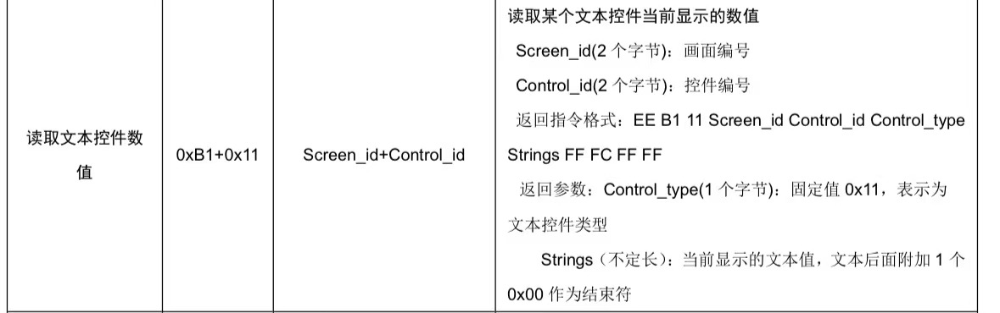 读取文本控件数
值
0xB1+0x11
Screen_id+Control_id
读取某个文本控件当前显示的数值
Screen_id(2 个字节)：画面编号
Control_id(2 个字节)：控件编号
返回指令格式：EE B1 11 Screen_id Control_id Control_type
Strings FF FC FF FF
返回参数：Control_type(1 个字节)：固定值 0x11，表示为
文本控件类型
Strings（不定长）：当前显示的文本值，文本后面附加 1 个
0x00 作为结束符